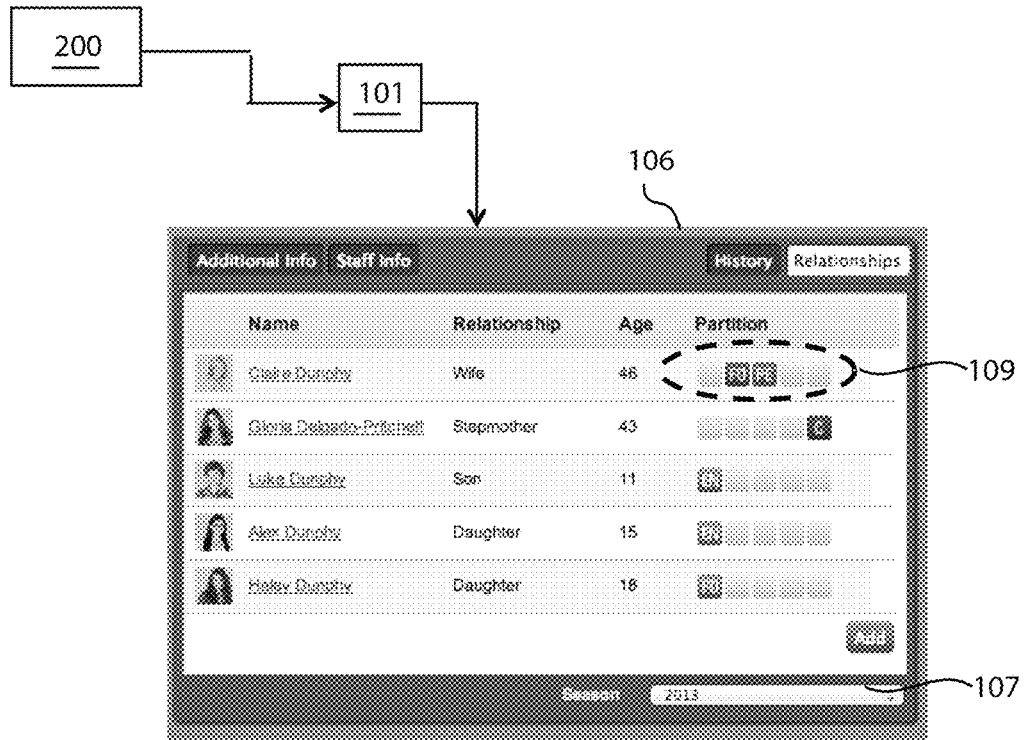 200
101
106
Additional Info Staff Info History Relationships
Name Relationship Age Partition
Claire Dunphy Wife 46
109
Gloria Delgado-Pritchett Stepmother 43 C
Luke Dunphy Son 11
Alex Dunphy Daughter 15
Haley Dunphy Daughter 18
Add
Season 2013
107